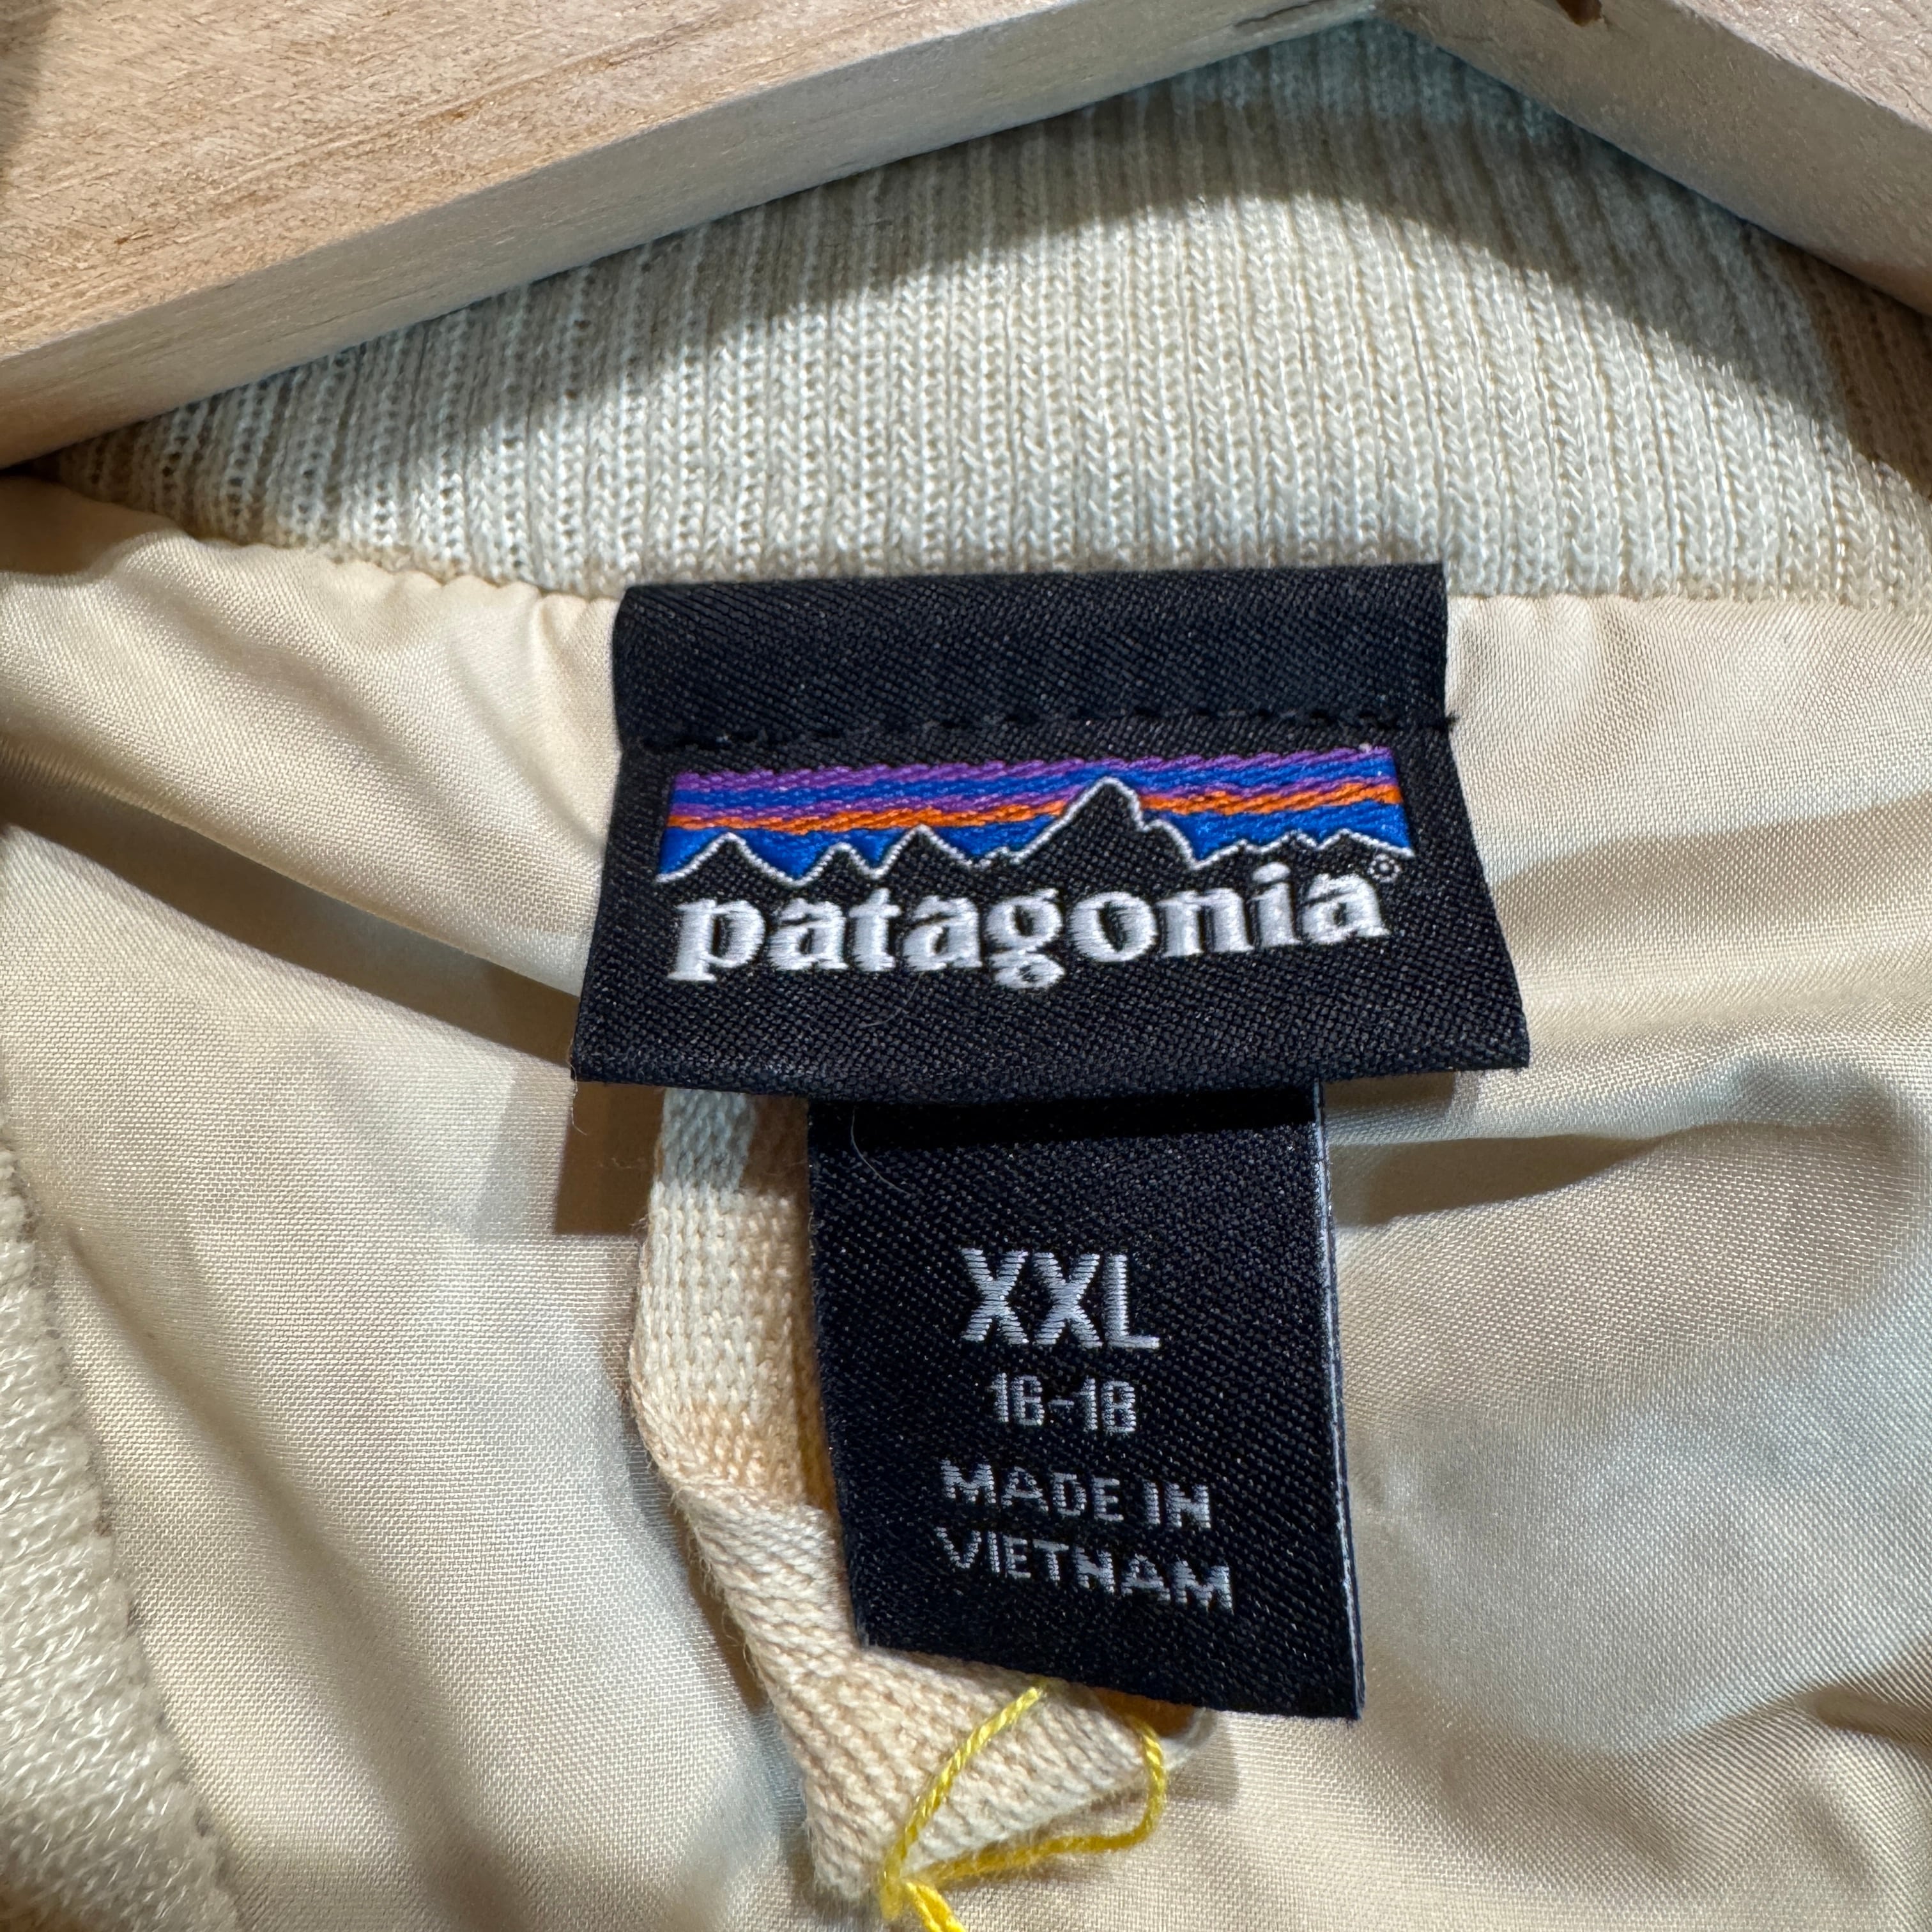 patagonia®
XXL
16-18
MADE IN
VIETNAM